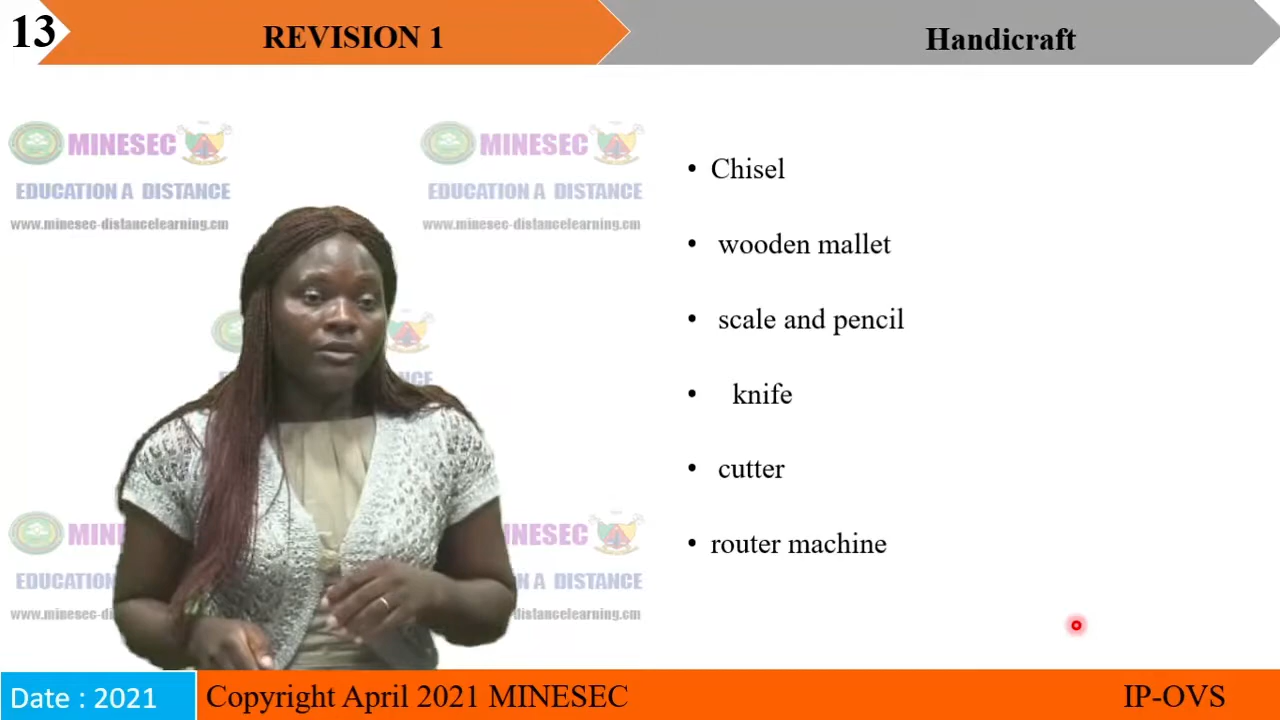 13
REVISION 1
Handicraft
MINESEC
EDUCATION A DISTANCE
www.minesec-distancelearning.cm
MINESEC
EDUCATION A DISTANCE
www.minesec-distancelearning.cm
• Chisel
• wooden mallet
• scale and pencil
• knife
• cutter
• router machine
Date : 2021
Copyright April 2021 MINESEC
IP-OVS